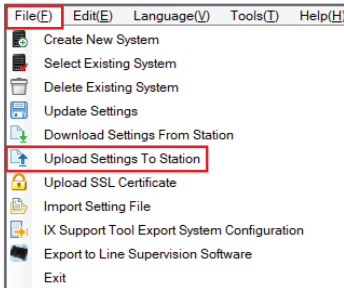 File(F) Edit(E) Language(V) Tools(T) Help(H)
Create New System
Select Existing System
Delete Existing System
Update Settings
Download Settings From Station
Upload Settings To Station
Upload SSL Certificate
Import Setting File
IX Support Tool Export System Configuration
Export to Line Supervision Software
Exit